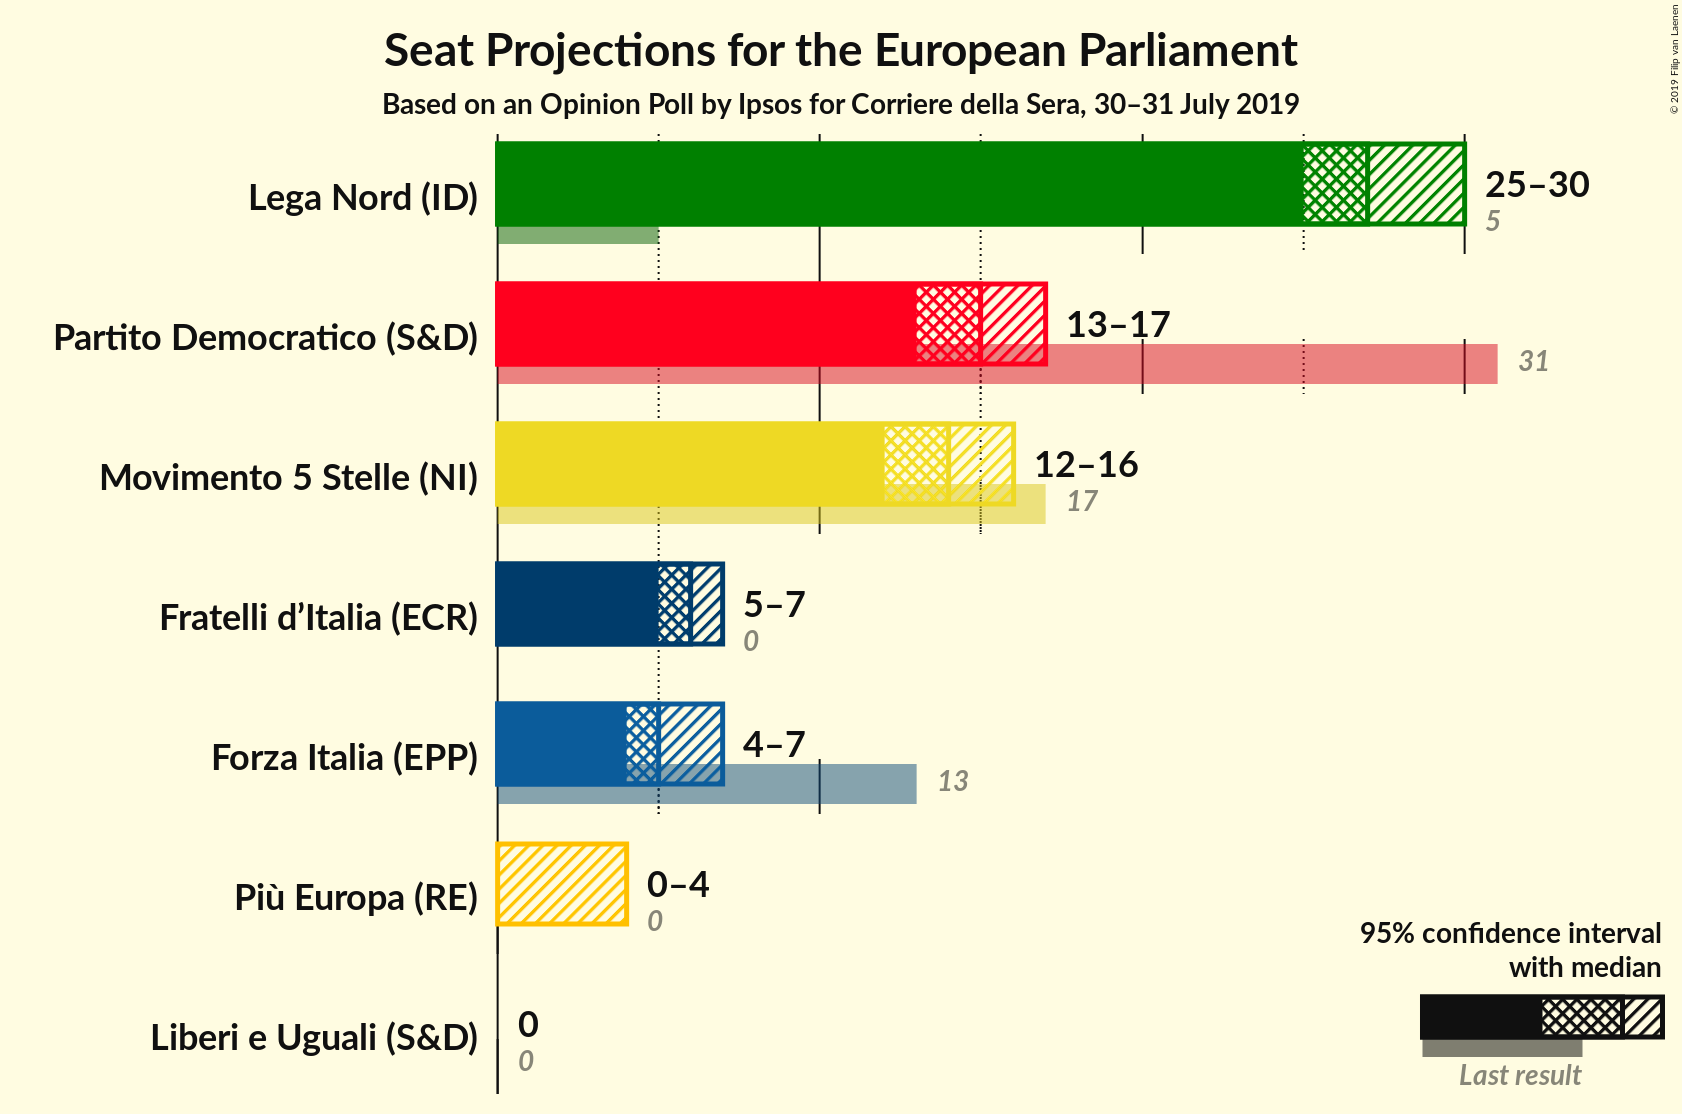 Seat Projections for the European Parliament
Based on an Opinion Poll by Ipsos for Corriere della Sera, 30–31 July 2019
© 2019 Filip van Laenen
Lega Nord (ID)
25–30
5
Partito Democratico (S&D)
13–17
31
Movimento 5 Stelle (NI)
12–16
17
Fratelli d’Italia (ECR)
5–7
0
Forza Italia (EPP)
4–7
13
Più Europa (RE)
0–4
0
Liberi e Uguali (S&D)
0
0
95% confidence interval
with median
Last result